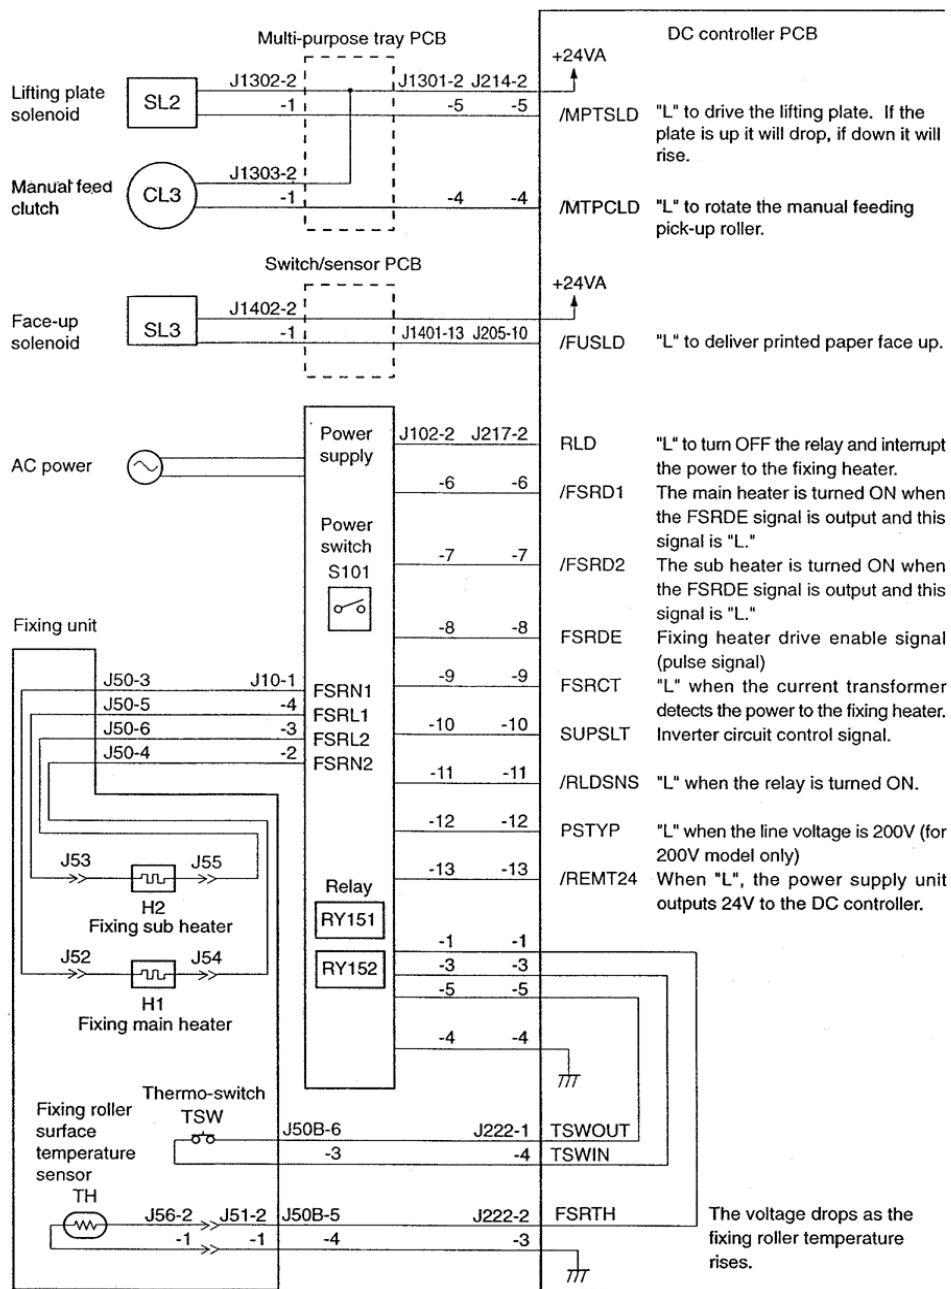 Multi-purpose tray PCB
DC controller PCB
+24VA
Lifting plate
solenoid
SL2
J1302-2
J1301-2 J214-2
-1
-5
-5
/MPTSLD
"L" to drive the lifting plate. If the
plate is up it will drop, if down it will
rise.
Manual feed
clutch
CL3
J1303-2
-1
-4
-4
/MTPCLD
"L" to rotate the manual feeding
pick-up roller.
Switch/sensor PCB
+24VA
Face-up
solenoid
SL3
J1402-2
-1
J1401-13 J205-10
/FUSLD
"L" to deliver printed paper face up.
AC power
Power
supply
J102-2 J217-2
RLD
"L" to turn OFF the relay and interrupt
the power to the fixing heater.
-6
-6
/FSRD1
The main heater is turned ON when
the FSRDE signal is output and this
signal is "L."
Power
switch
S101
-7
-7
/FSRD2
The sub heater is turned ON when
the FSRDE signal is output and this
signal is "L."
-8
-8
FSRDE
Fixing heater drive enable signal
(pulse signal)
-9
-9
FSRCT
"L" when the current transformer
detects the power to the fixing heater.
-10
-10
SUPSLT
Inverter circuit control signal.
-11
-11
/RLDSNS
"L" when the relay is turned ON.
-12
-12
PSTYP
"L" when the line voltage is 200V (for
200V model only)
-13
-13
/REMT24
When "L", the power supply unit
outputs 24V to the DC controller.
Fixing unit
J50-3
J10-1
FSRN1
J50-5
-4
FSRL1
J50-6
-3
FSRL2
J50-4
-2
FSRN2
J53
J55
H2
Fixing sub heater
J52
J54
H1
Fixing main heater
Relay
RY151
RY152
-1
-1
-3
-3
-5
-5
-4
-4
Thermo-switch
TSW
J50B-6
J222-1
TSWOUT
-3
-4
TSWIN
Fixing roller
surface
temperature
sensor
TH
J56-2
J51-2
J50B-5
J222-2
FSRTH
-1
-1
-4
-3
The voltage drops as the
fixing roller temperature
rises.